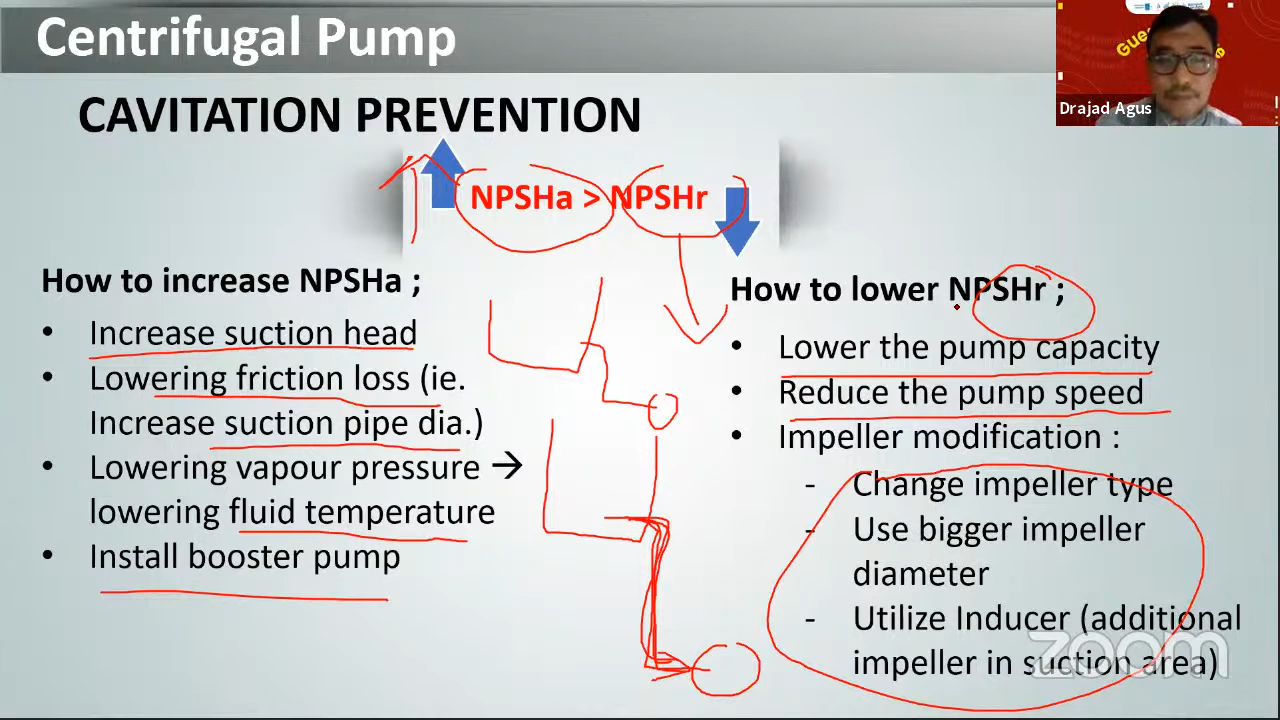 Centrifugal Pump
Gue
e
Drajad Agus
CAVITATION PREVENTION
NPSHa > NPSHr
How to increase NPSHa ;
• Increase suction head
• Lowering friction loss (ie.
Increase suction pipe dia.)
• Lowering vapour pressure →
lowering fluid temperature
• Install booster pump
How to lower NPSHr ;
• Lower the pump capacity
• Reduce the pump speed
• Impeller modification :
- Change impeller type
- Use bigger impeller
diameter
- Utilize Inducer (additional
impeller in suction area)
zoom